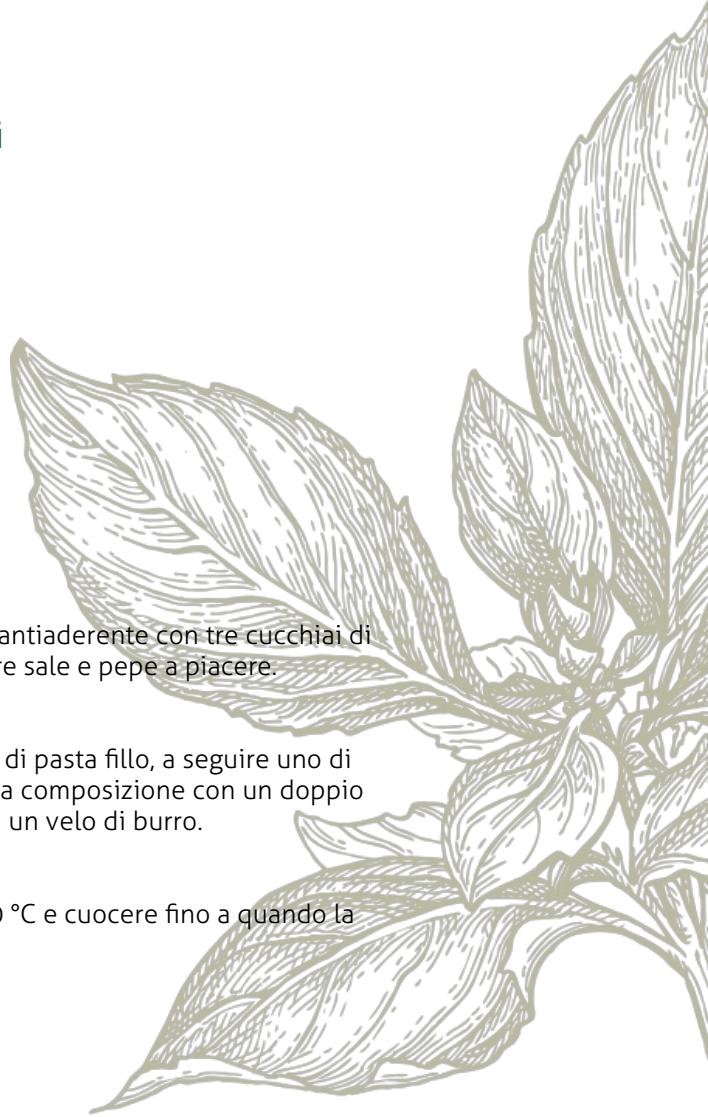 i
antiaderente con tre cucchiai di
re sale e pepe a piacere.
di pasta fillo, a seguire uno di
a composizione con un doppio
un velo di burro.
°C e cuocere fino a quando la